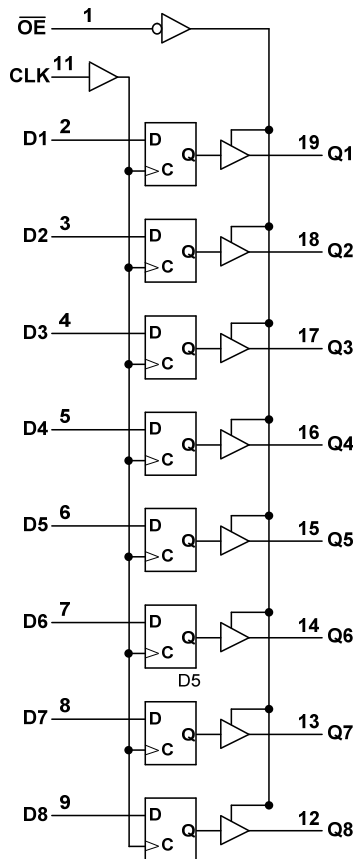 O̅E̅ 1
CLK 11
D1 2 D Q C 19 Q1
D2 3 D Q C 18 Q2
D3 4 D Q C 17 Q3
D4 5 D Q C 16 Q4
D5 6 D Q C 15 Q5
D6 7 D Q C 14 Q6
D5
D7 8 D Q C 13 Q7
D8 9 D Q C 12 Q8